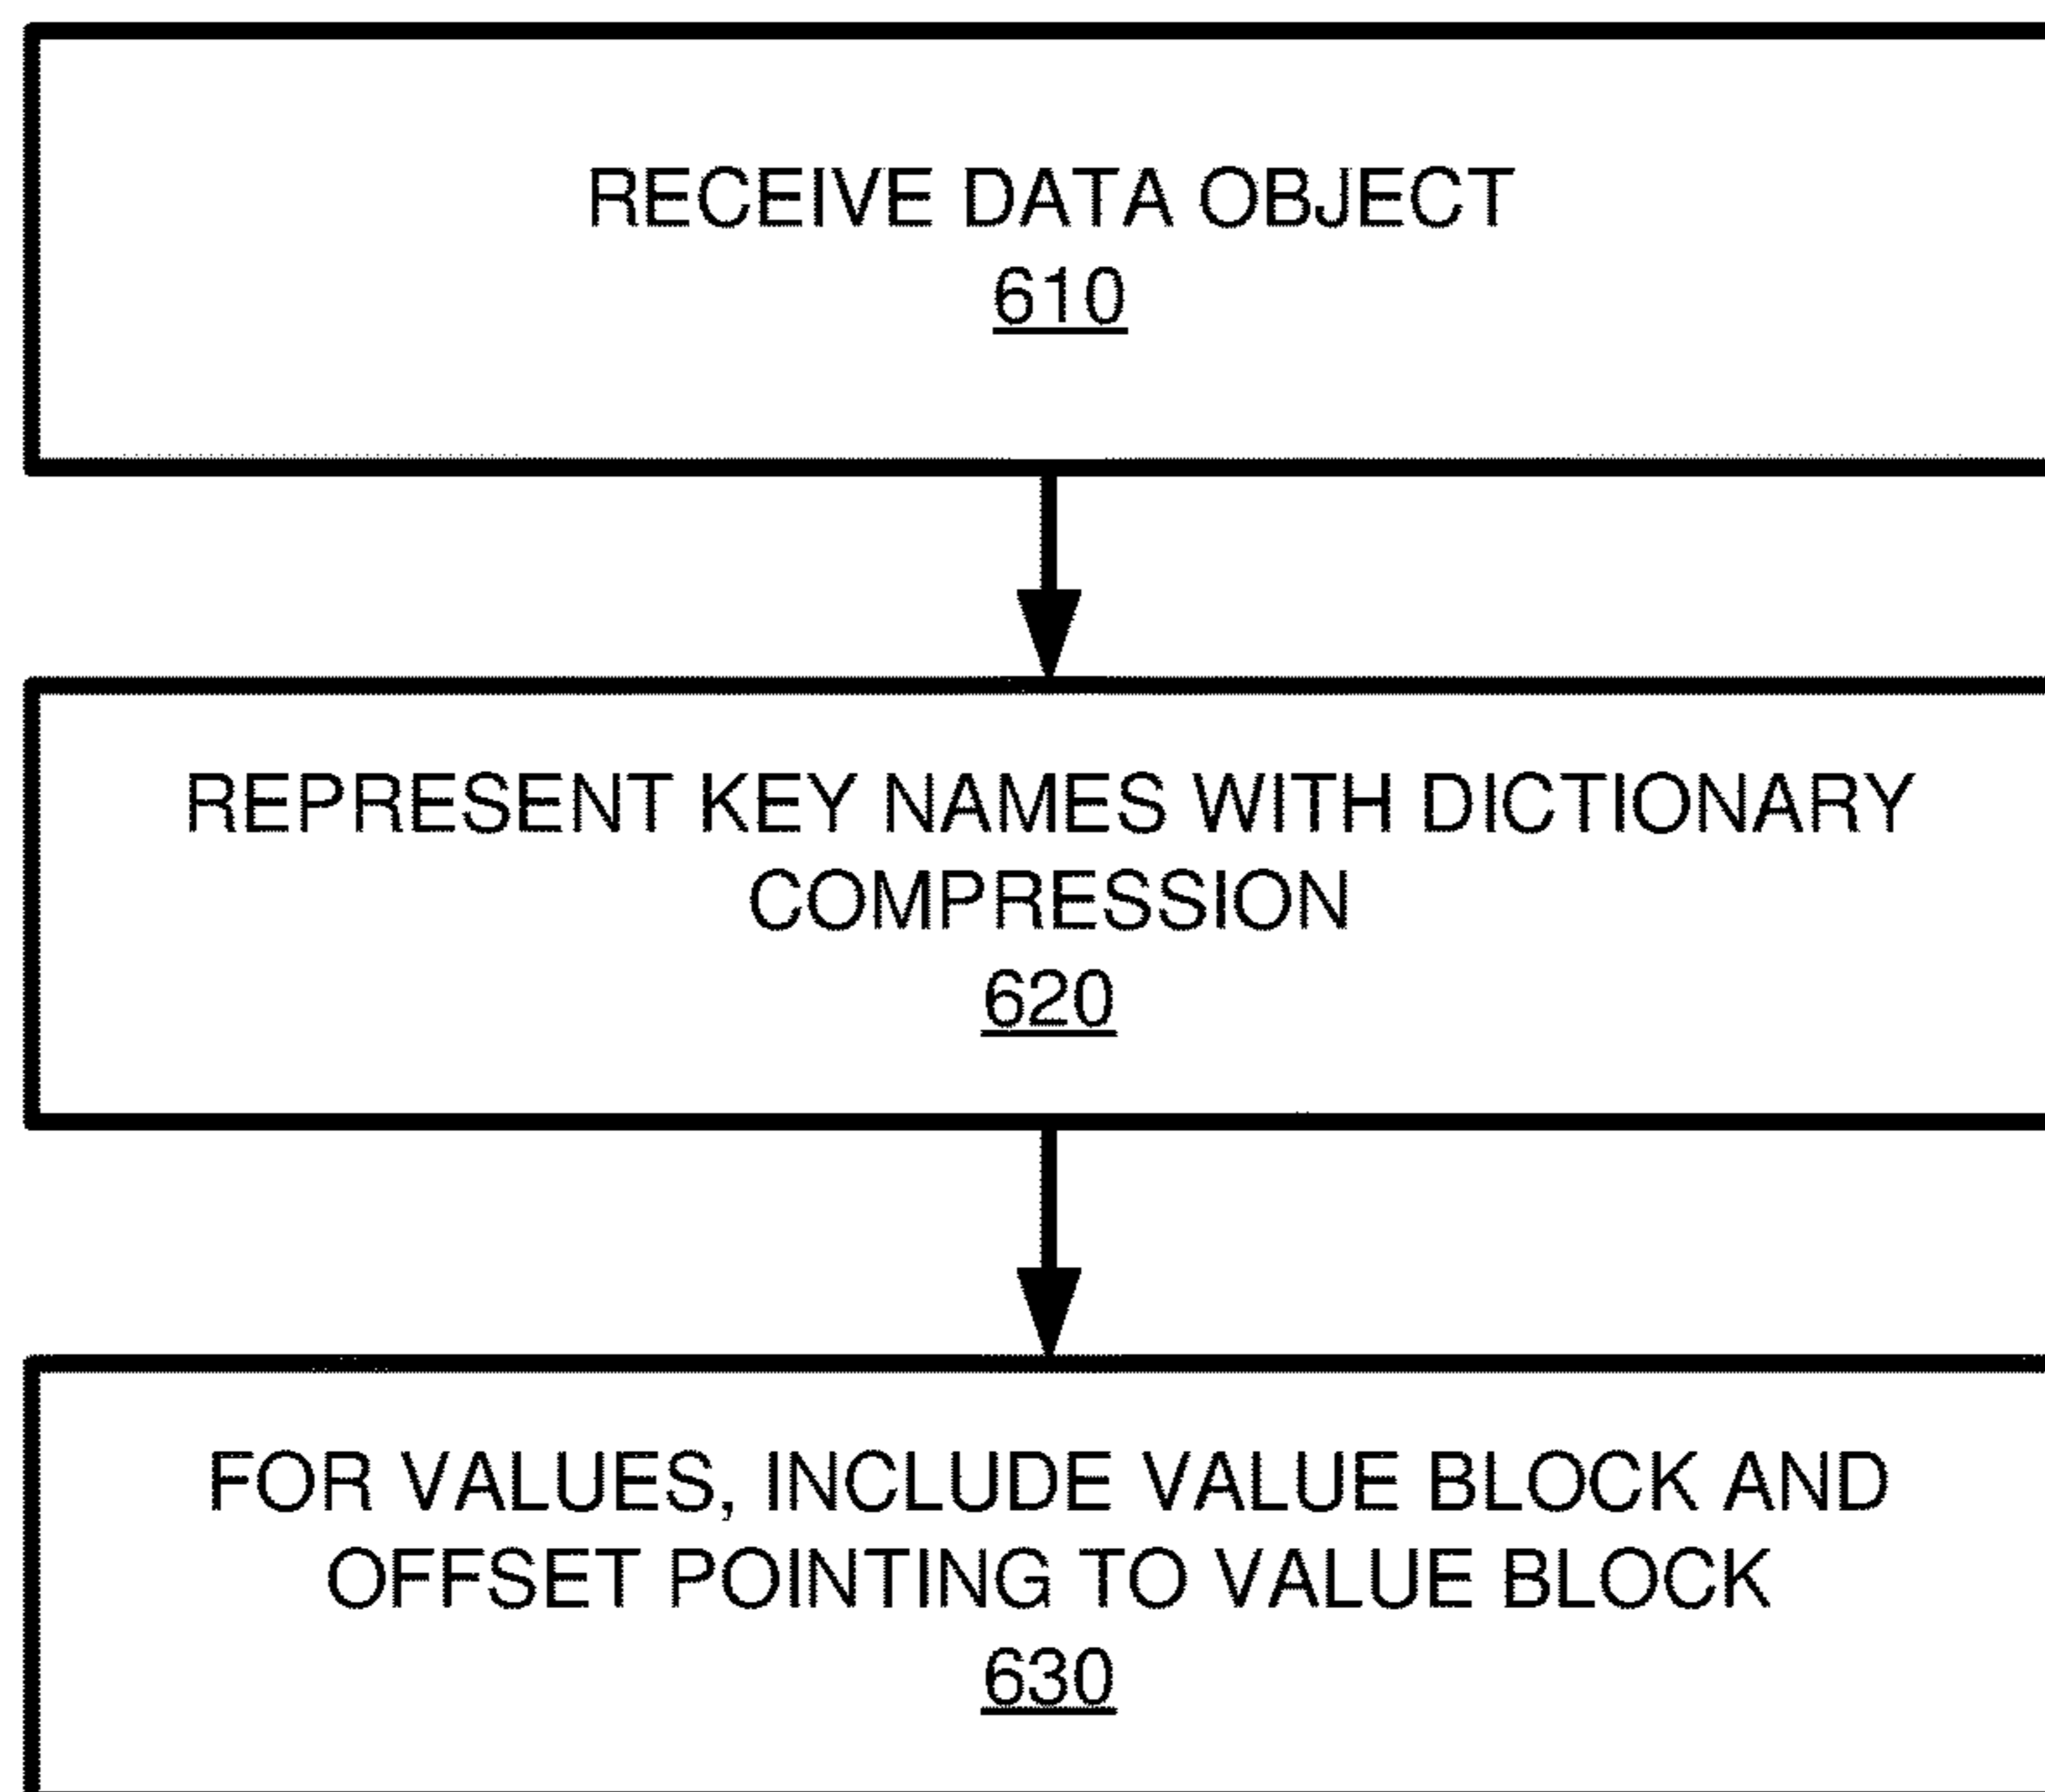 RECEIVE DATA OBJECT
610
REPRESENT KEY NAMES WITH DICTIONARY
COMPRESSION
620
FOR VALUES, INCLUDE VALUE BLOCK AND
OFFSET POINTING TO VALUE BLOCK
630